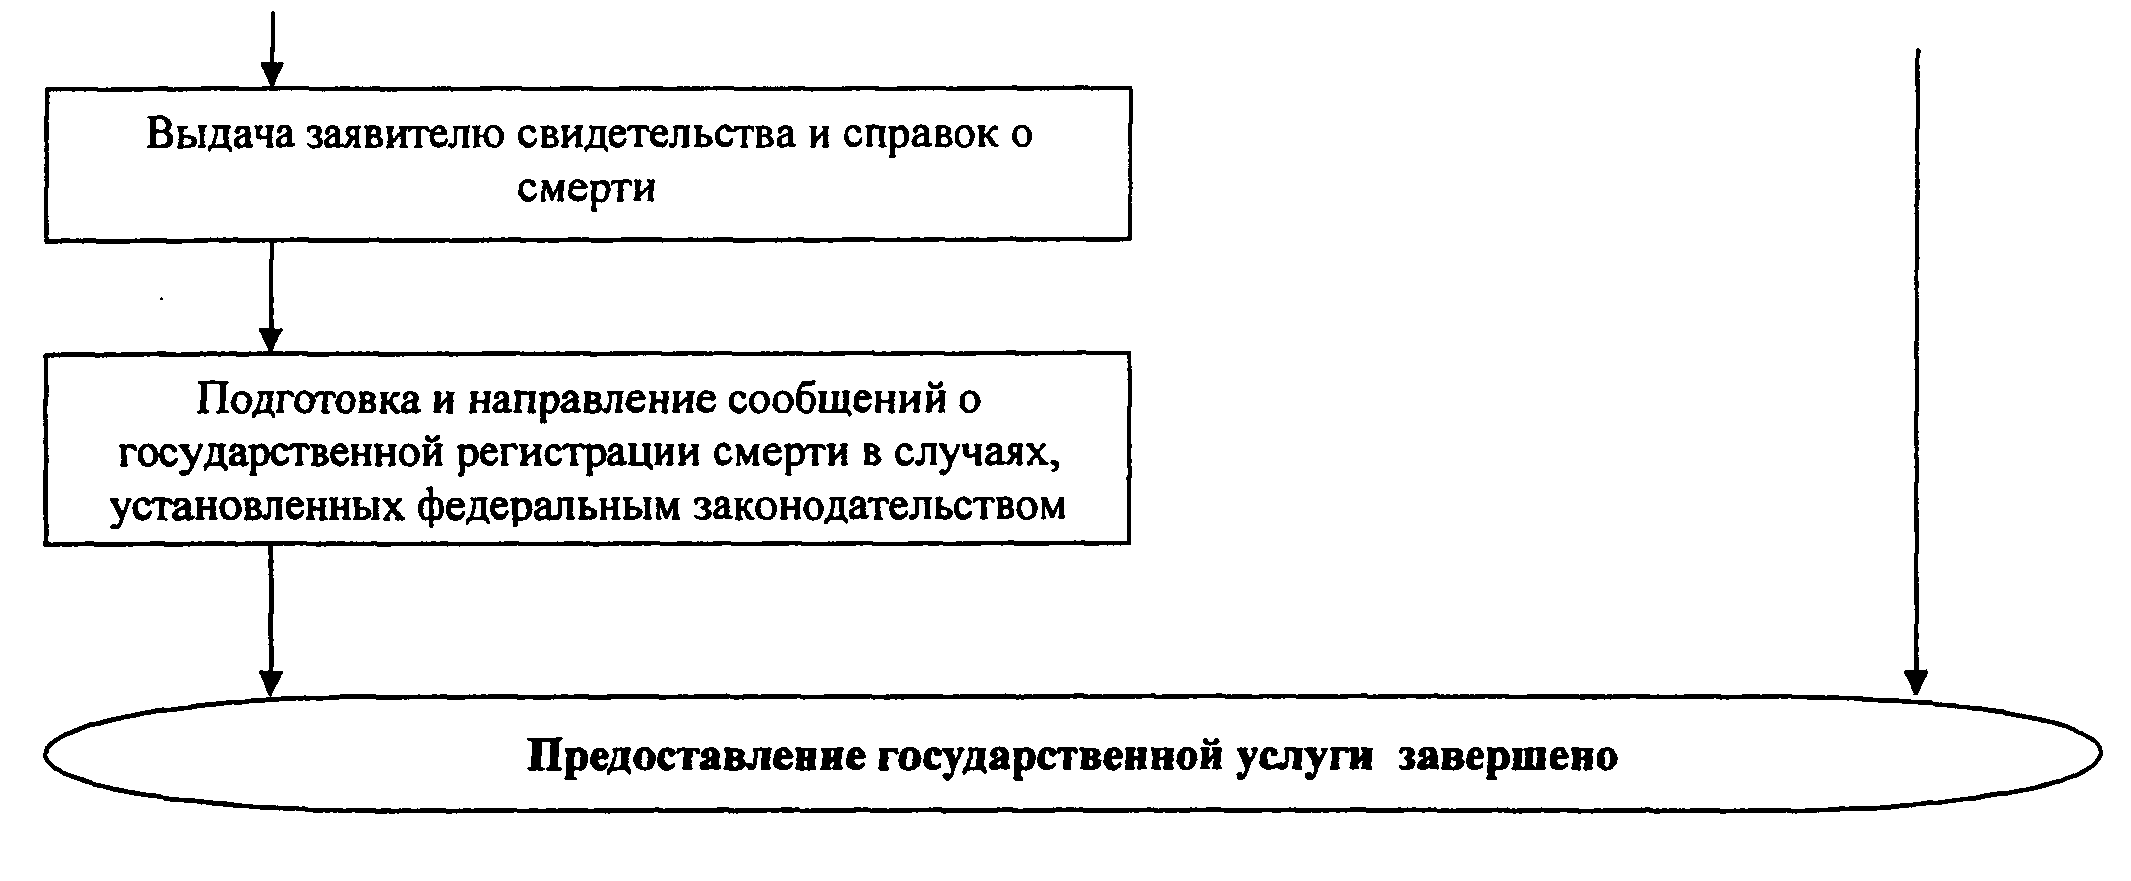 Выдача заявителю свидетельства и справок о
смерти
Подготовка и направление сообщений о
государственной регистрации смерти в случаях,
установленных федеральным законодательством
Предоставление государственной услуги завершено